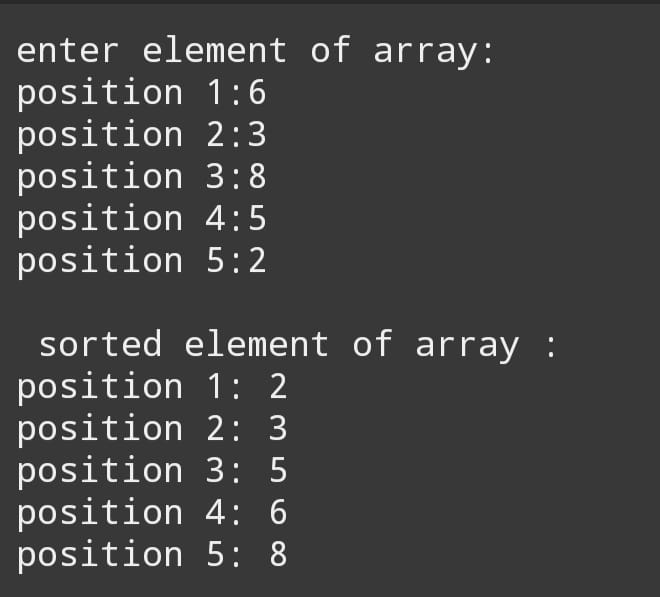 enter element of array:
position 1:6
position 2:3
position 3:8
position 4:5
position 5:2
sorted element of array :
position 1: 2
position 2: 3
position 3: 5
position 4: 6
position 5: 8